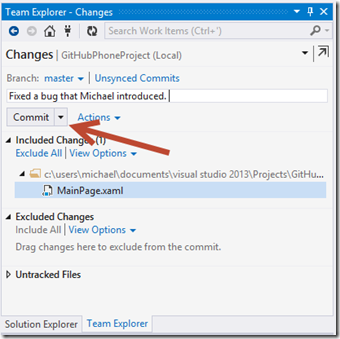 Team Explorer - Changes
Search Work Items (Ctrl+')
Changes | GitHubPhoneProject (Local)
Branch: master | Unsynced Commits
Fixed a bug that Michael introduced.
Commit Actions
Included Changes (1)
Exclude All | View Options
c:\users\michael\documents\visual studio 2013\Projects\GitHu...
MainPage.xaml
Excluded Changes
Include All | View Options
Drag changes here to exclude from the commit.
Untracked Files
Solution Explorer Team Explorer